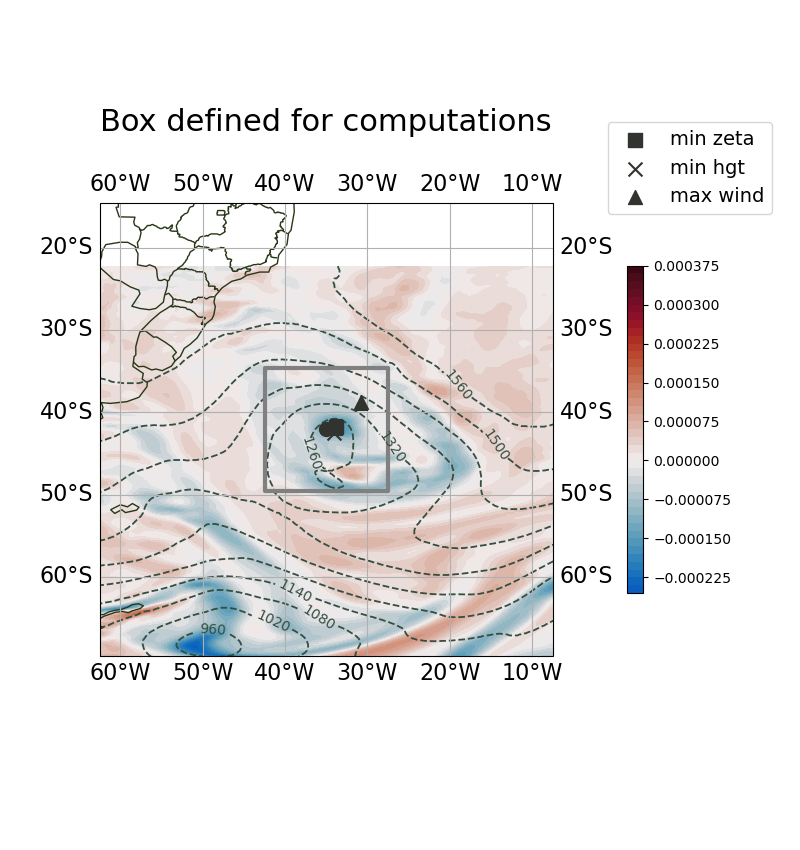 Box defined for computations
min zeta
min hgt
max wind
60°W 50°W 40°W 30°W 20°W 10°W
20°S 20°S
30°S 30°S
40°S 40°S
50°S 50°S
60°S 60°S
1560
1500
1320
1260
1140
1080
1020
960
60°W 50°W 40°W 30°W 20°W 10°W
0.000375
0.000300
0.000225
0.000150
0.000075
0.000000
−0.000075
−0.000150
−0.000225